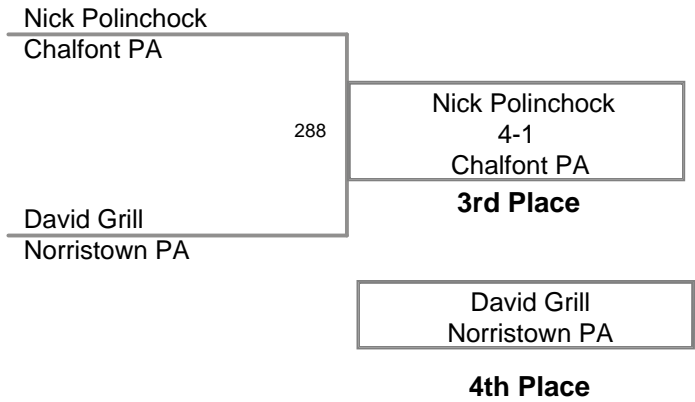 Nick Polinchock
Chalfont PA
288
Nick Polinchock
4-1
Chalfont PA
3rd Place
David Grill
Norristown PA
David Grill
Norristown PA
4th Place